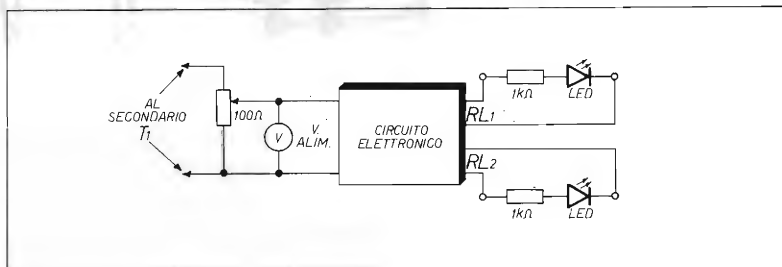 AL
SECONDARIO
T1
100Ω
V
V.
ALIM.
CIRCUITO
ELETTRONICO
RL1
1kΩ
LED
RL2
1kΩ
LED